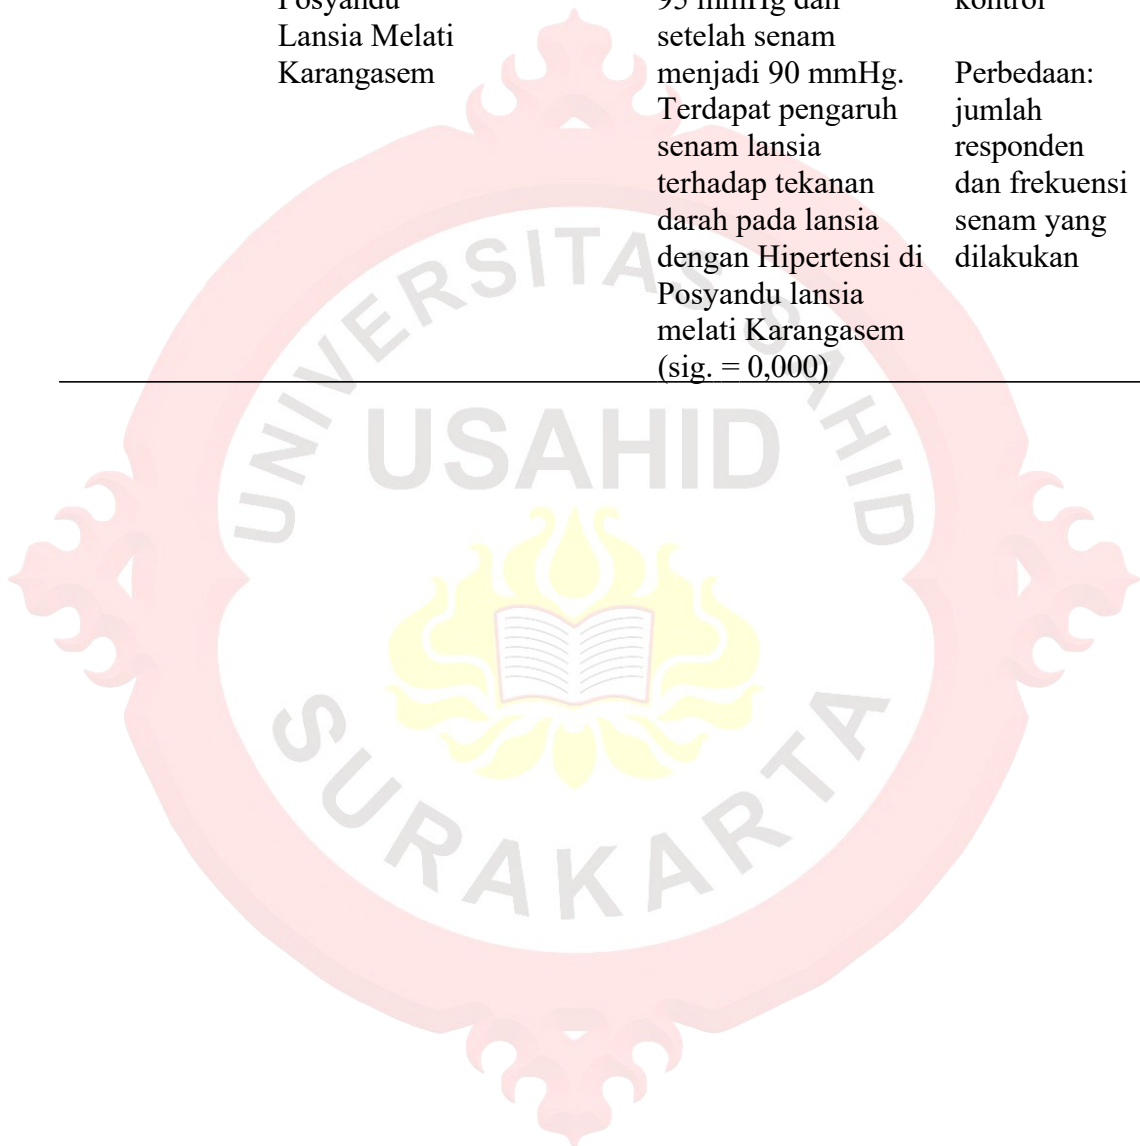 Posyandu
Lansia Melati
Karangasem
95 mmHg dan
setelah senam
menjadi 90 mmHg.
Terdapat pengaruh
senam lansia
terhadap tekanan
darah pada lansia
dengan Hipertensi di
Posyandu lansia
melati Karangasem
(sig. = 0,000)
kontrol
Perbedaan:
jumlah
responden
dan frekuensi
senam yang
dilakukan
UNIVERSITAS SAHID
USAHID
SURAKARTA